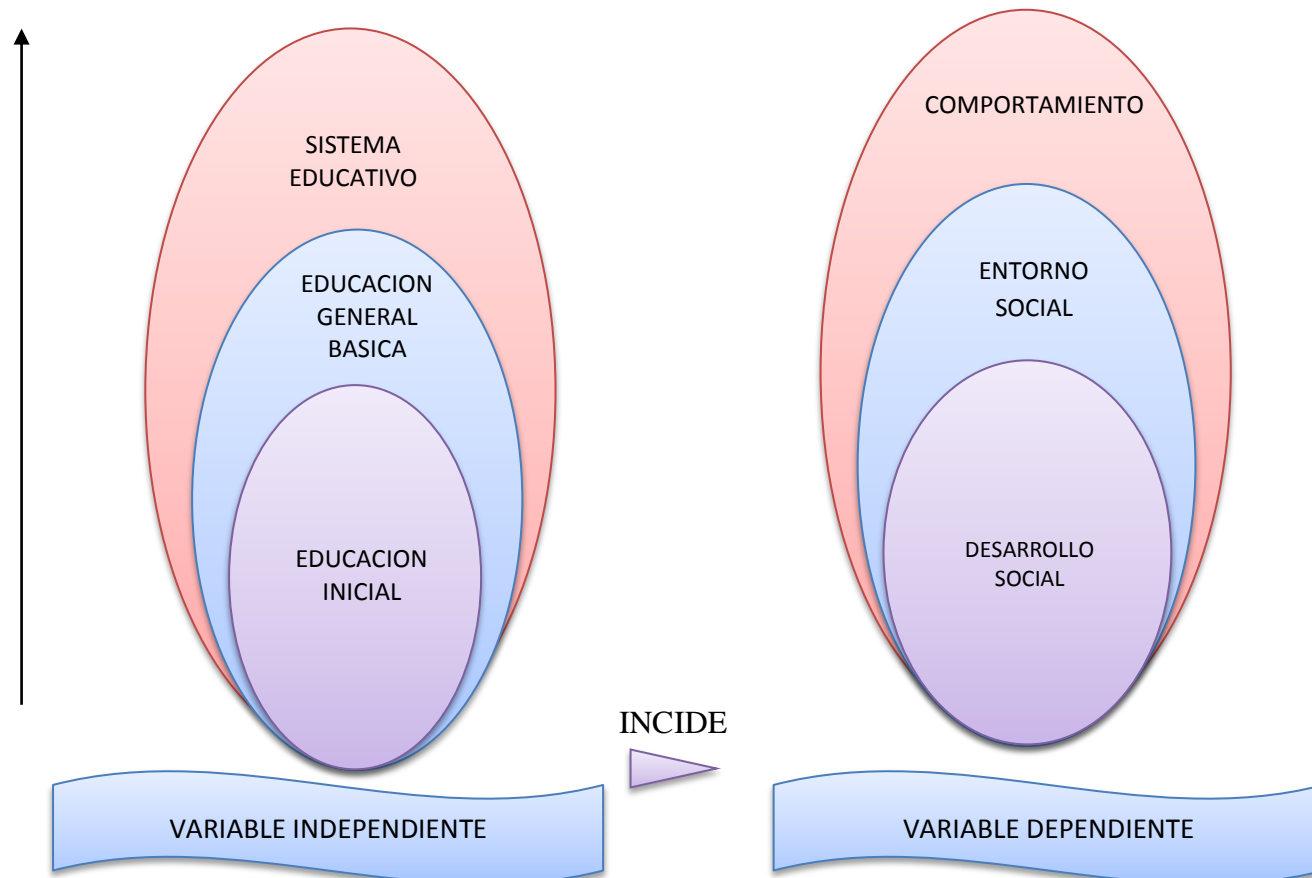 SISTEMA
EDUCATIVO
EDUCACION
GENERAL
BASICA
EDUCACION
INICIAL
VARIABLE INDEPENDIENTE
INCIDE
COMPORTAMIENTO
ENTORNO
SOCIAL
DESARROLLO
SOCIAL
VARIABLE DEPENDIENTE